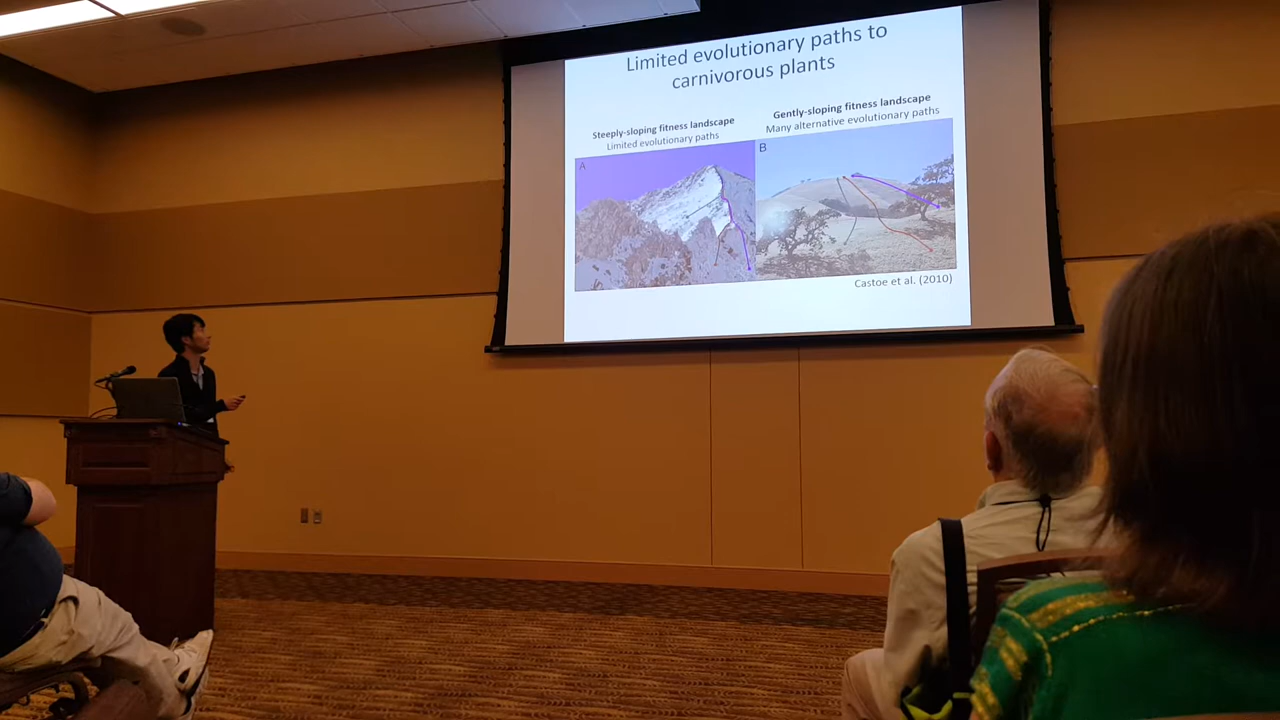 Limited evolutionary paths to
carnivorous plants
Steeply-sloping fitness landscape
Limited evolutionary paths
Gently-sloping fitness landscape
Many alternative evolutionary paths
A
B
Castoe et al. (2010)